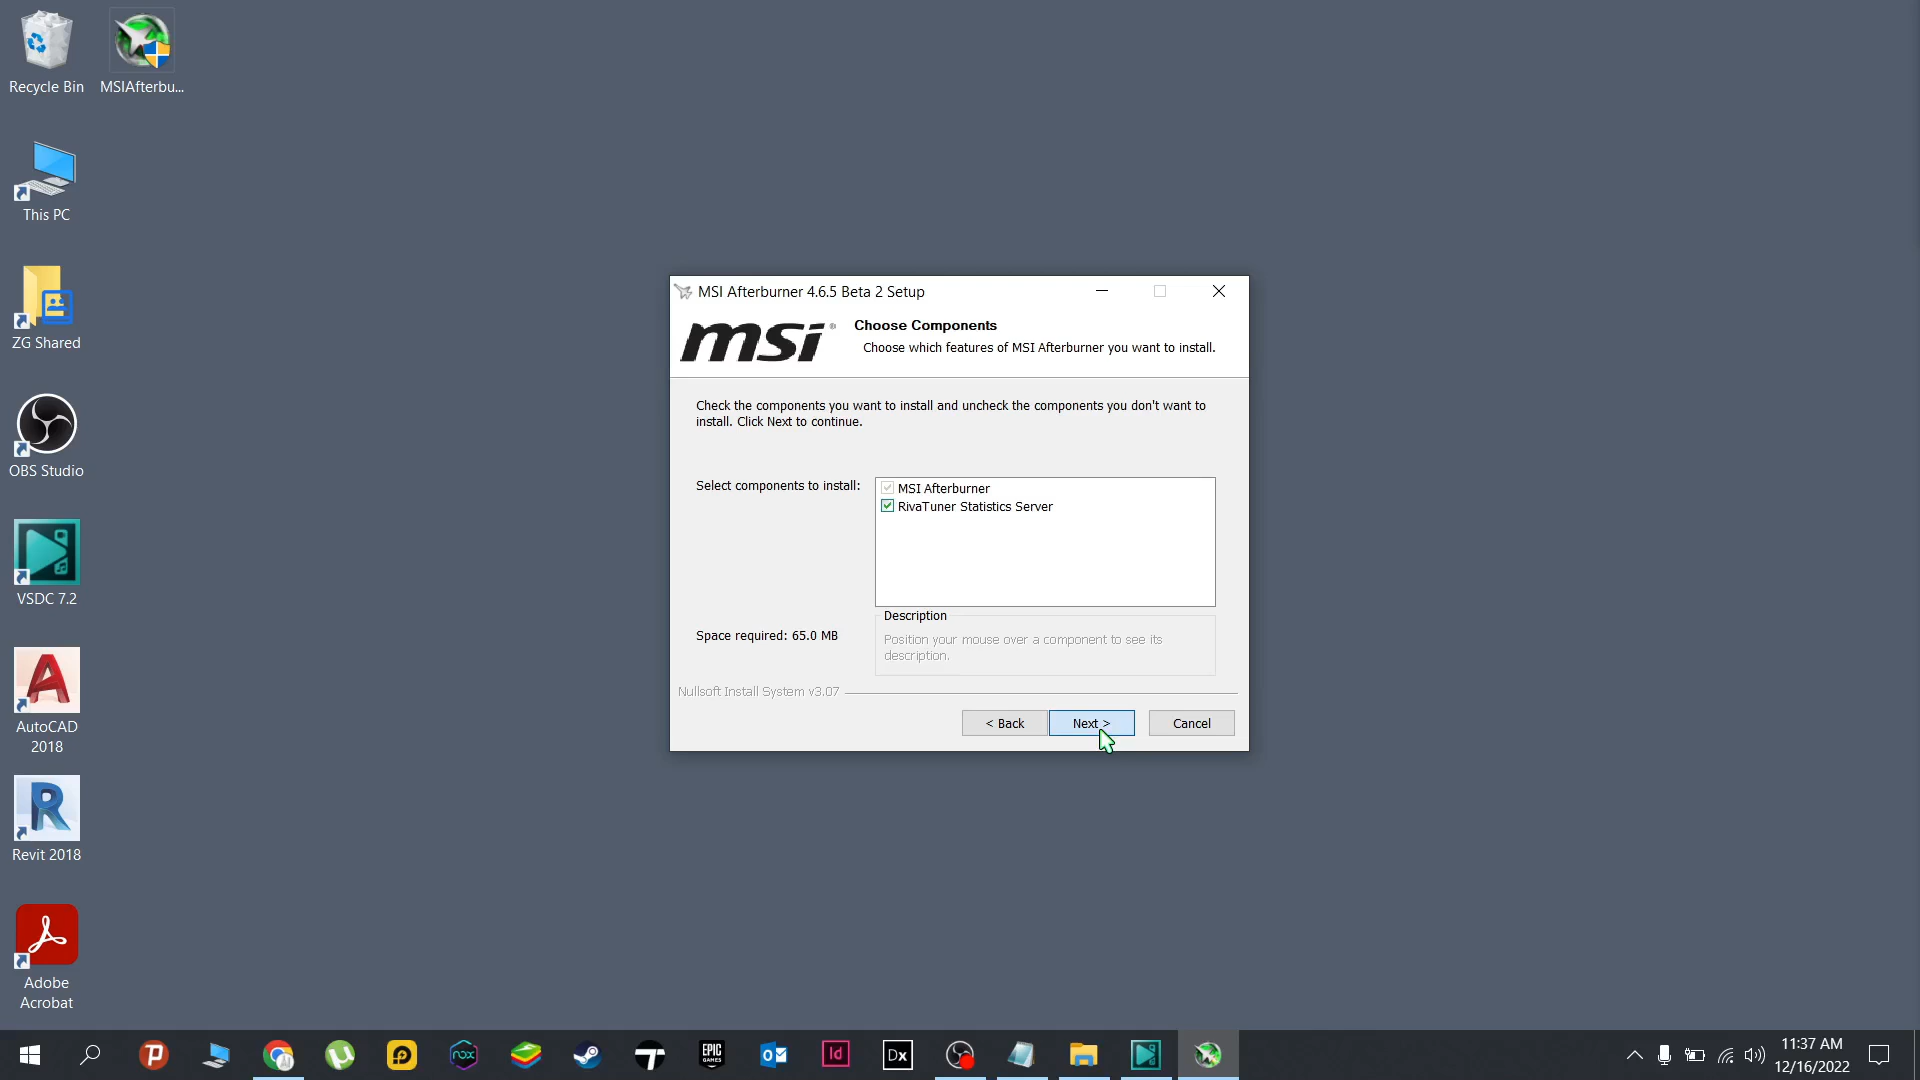 Recycle Bin
MSIAfterbu...
This PC
ZG Shared
OBS Studio
VSDC 7.2
AutoCAD
2018
Revit 2018
Adobe
Acrobat
MSI Afterburner 4.6.5 Beta 2 Setup
msi
Choose Components
Choose which features of MSI Afterburner you want to install.
Check the components you want to install and uncheck the components you don't want to
install. Click Next to continue.
Select components to install:
MSI Afterburner
RivaTuner Statistics Server
Space required: 65.0 MB
Description
Position your mouse over a component to see its
description.
Nullsoft Install System v3.07
< Back
Next >
Cancel
nox
EPIC
GAMES
Id
Dx
11:37 AM
12/16/2022